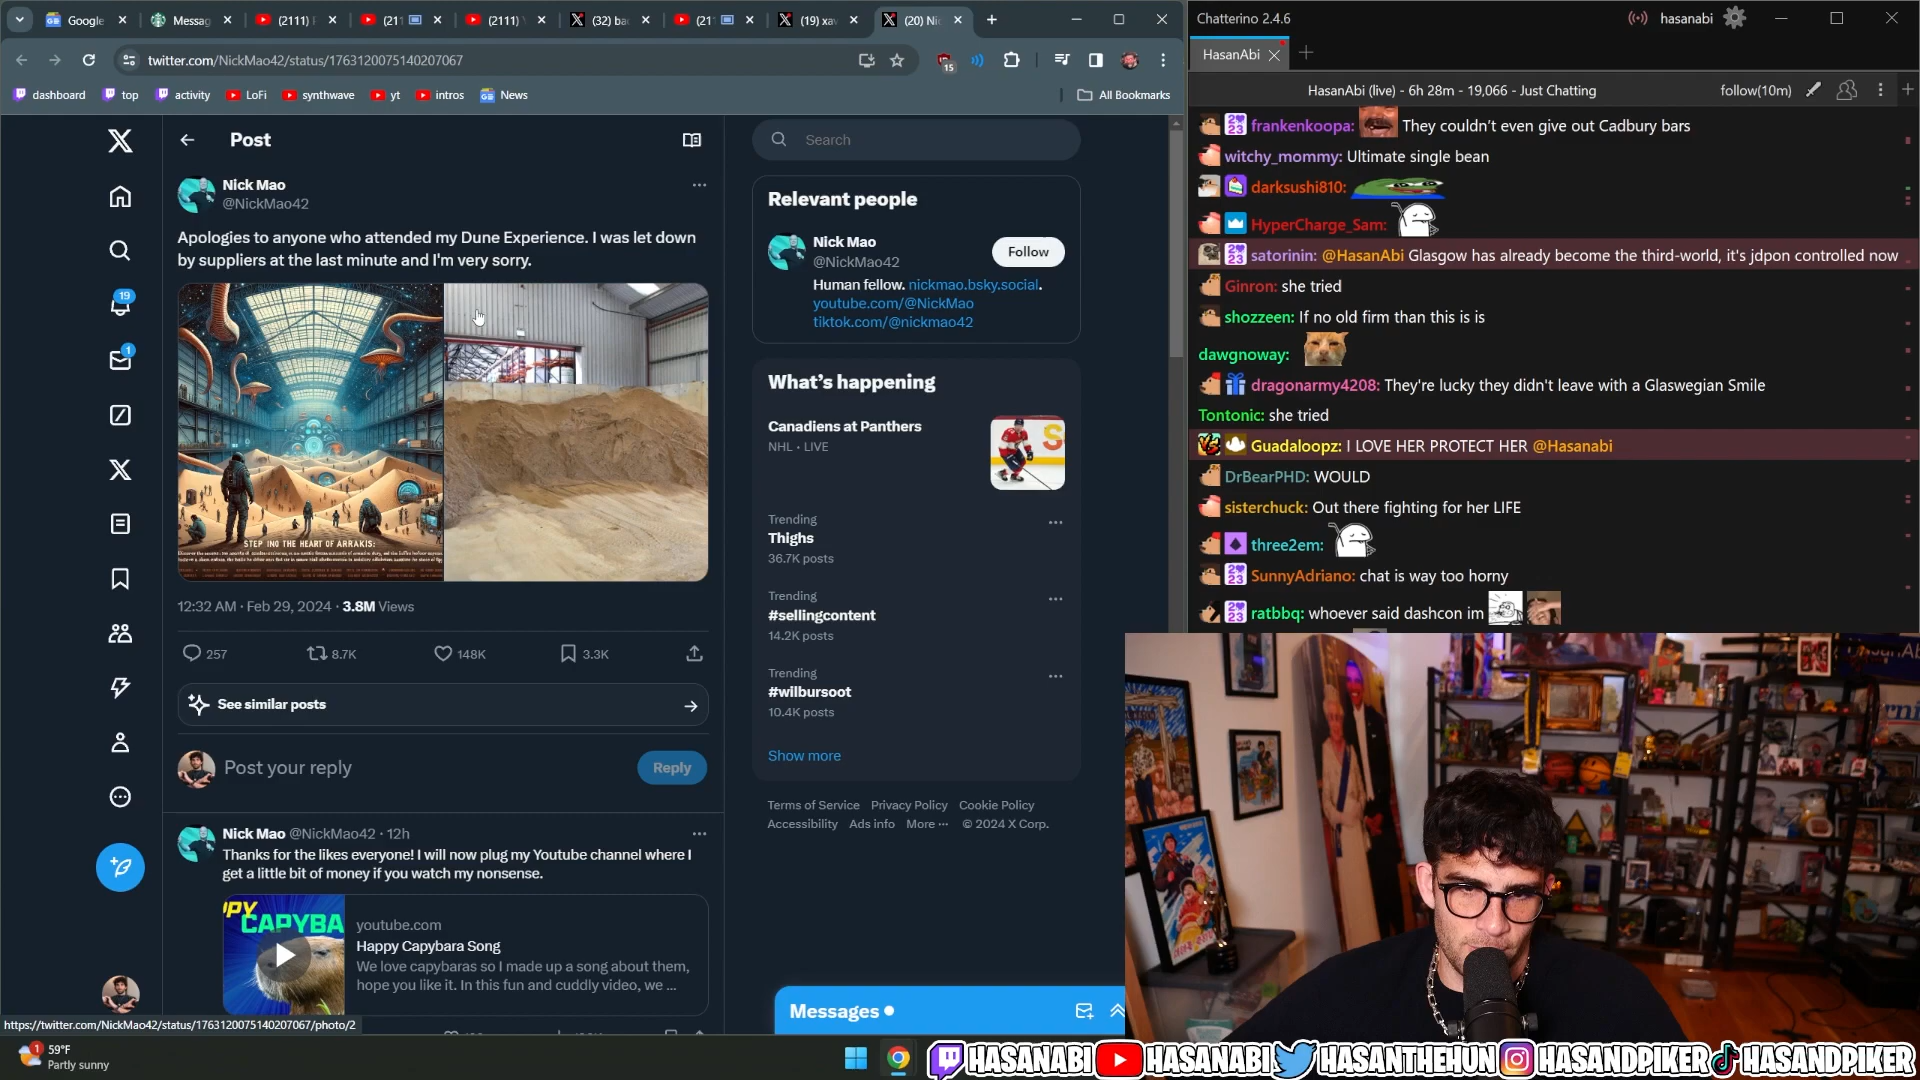 Google
Messag
(2111)
(211
(2111)
(32) ba
(21
(19) xa
(20) Ni
twitter.com/NickMao42/status/1763120075140207067
15
dashboard
top
activity
LoFi
synthwave
yt
intros
News
All Bookmarks
Post
Nick Mao
@NickMao42
Apologies to anyone who attended my Dune Experience. I was let down
by suppliers at the last minute and I'm very sorry.
STEP ING THE HEART OF ARRAKIS:
12:32 AM · Feb 29, 2024 · 3.8M Views
257
8.7K
148K
3.3K
See similar posts
Post your reply
Reply
Nick Mao @NickMao42 · 12h
Thanks for the likes everyone! I will now plug my Youtube channel where I
get a little bit of money if you watch my nonsense.
CAPYBA
youtube.com
Happy Capybara Song
We love capybaras so I made up a song about them,
hope you like it. In this fun and cuddly video, we ...
19
1
Search
Relevant people
Nick Mao
@NickMao42
Follow
Human fellow. nickmao.bsky.social.
youtube.com/@NickMao
tiktok.com/@nickmao42
What's happening
Canadiens at Panthers
NHL · LIVE
Trending
Thighs
36.7K posts
Trending
#sellingcontent
14.2K posts
Trending
#wilbursoot
10.4K posts
Show more
Terms of Service Privacy Policy Cookie Policy
Accessibility Ads info More ··· © 2024 X Corp.
Messages
https://twitter.com/NickMao42/status/1763120075140207067/photo/2
1
59°F
Partly sunny
Chatterino 2.4.6
hasanabi
HasanAbi
HasanAbi (live) - 6h 28m - 19,066 - Just Chatting
follow(10m)
frankenkoopa: They couldn't even give out Cadbury bars
witchy_mommy: Ultimate single bean
darksushi810:
HyperCharge_Sam:
satorinin: @HasanAbi Glasgow has already become the third-world, it's jdpon controlled now
Ginron: she tried
shozzeen: If no old firm than this is is
dawgnoway:
dragonarmy4208: They're lucky they didn't leave with a Glaswegian Smile
Tontonic: she tried
Guadaloopz: I LOVE HER PROTECT HER @Hasanabi
DrBearPHD: WOULD
sisterchuck: Out there fighting for her LIFE
three2em:
SunnyAdriano: chat is way too horny
ratbbq: whoever said dashcon im
HASANABI HASANABI HASANTHEHUN HASANDPIKER HASANDPIKER